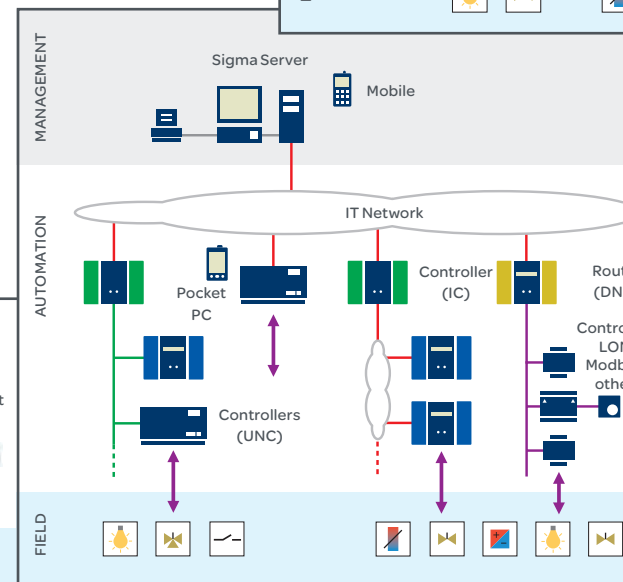 MANAGEMENT
Sigma Server
Mobile
IT Network
AUTOMATION
Pocket
PC
Controller
(IC)
Controllers
(UNC)
FIELD